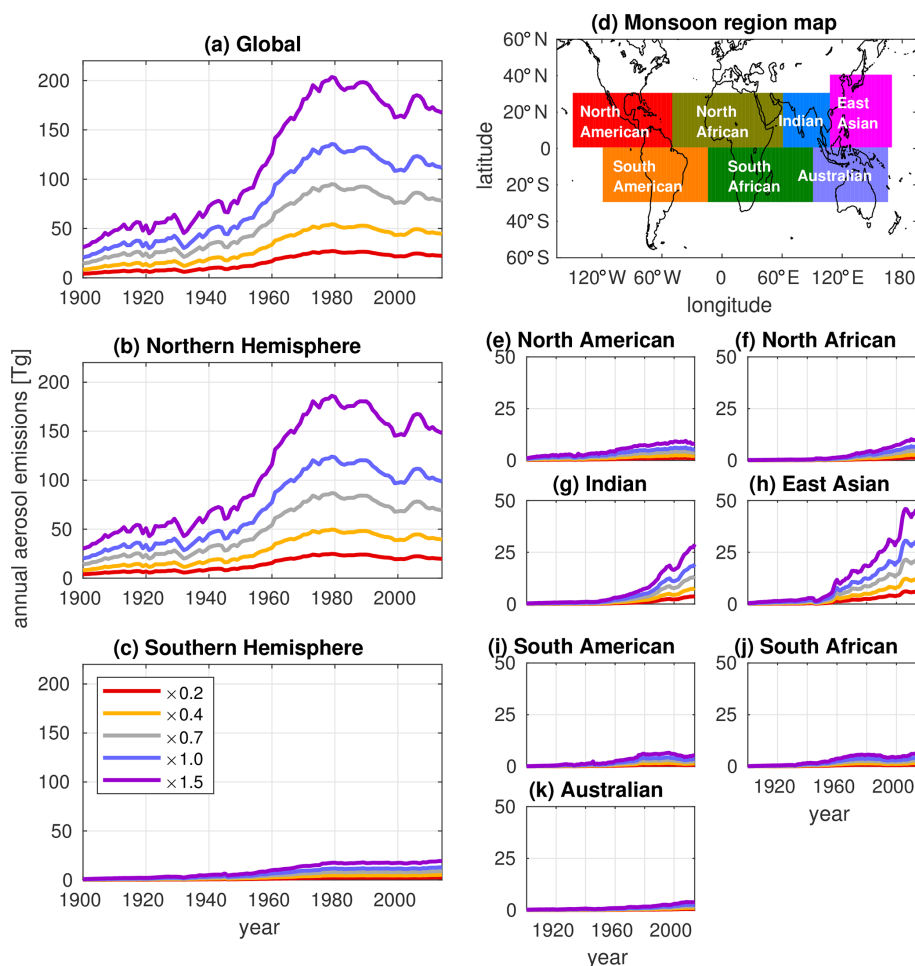 (a) Global
200
150
100
50
0
1900 1920 1940 1960 1980 2000
(b) Northern Hemisphere
200
150
100
50
0
1900 1920 1940 1960 1980 2000
annual aerosol emissions [Tg]
(c) Southern Hemisphere
200
150
100
50
0
×0.2
×0.4
×0.7
×1.0
×1.5
1900 1920 1940 1960 1980 2000
year
(d) Monsoon region map
60° N
40° N
20° N
0
20° S
40° S
60° S
latitude
North
American
North
African
Indian
East
Asian
South
American
South
African
Australian
120°W 60°W 0 60°E 120°E 180
longitude
(e) North American
50
25
0
(f) North African
50
25
0
(g) Indian
50
25
0
(h) East Asian
50
25
0
(i) South American
50
25
0
(j) South African
50
25
0
1920 1960 2000
year
(k) Australian
50
25
0
1920 1960 2000
year